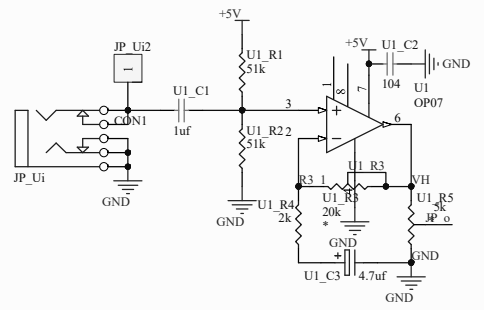 +5V
JP_Ui2
1
U1_R1
51k
U1_C1
1uf
CON1
JP_Ui
GND
U1_R2
51k
GND
+5V
U1_C2
104
GND
U1
OP07
1
8
7
3
2
6
R3_1
U1_R3
VH
U1_R4
2k
U1_R3
20k
*
U1_R5
5k
JP_o
GND
GND
U1_C3
4.7uf
GND